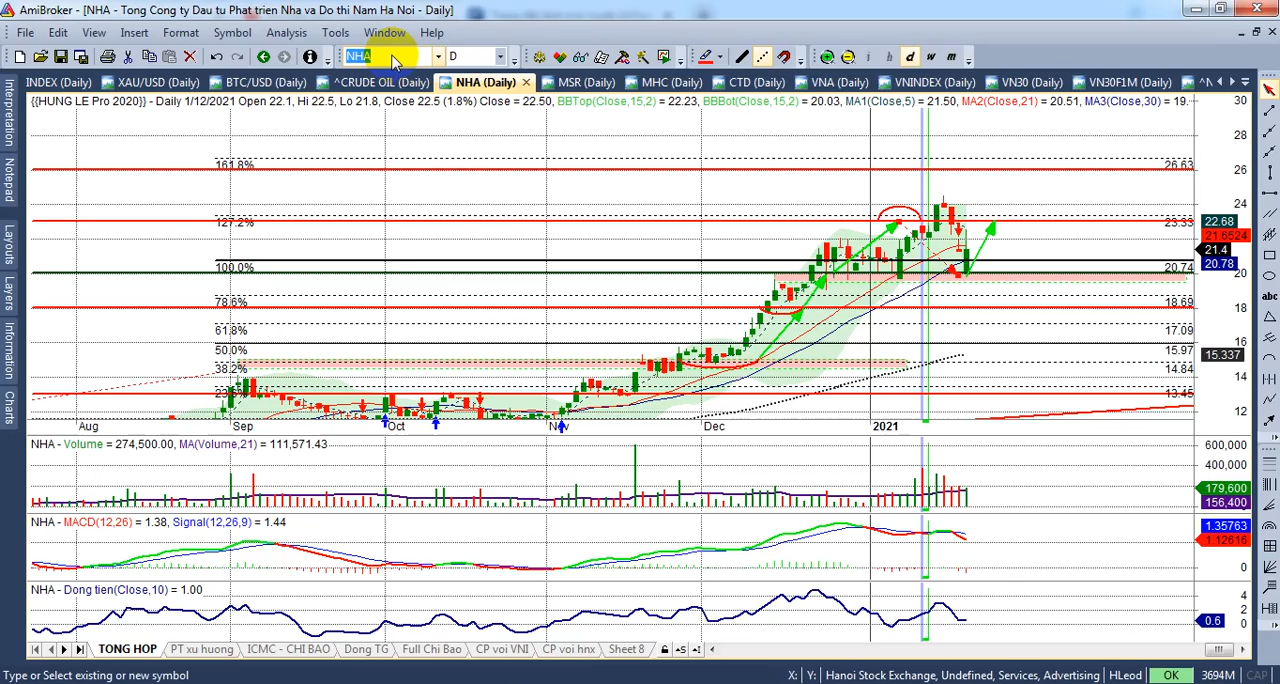 AmiBroker - [NHA - Tong Cong ty Dau tu Phat trien Nha va Do thi Nam Ha Noi - Daily]
File Edit View Insert Format Symbol Analysis Tools Window Help
NHA D i h d w m
INDEX (Daily) XAU/USD (Daily) BTC/USD (Daily) ^CRUDE OIL (Daily) NHA (Daily) MSR (Daily) MHC (Daily) CTD (Daily) VNA (Daily) VNINDEX (Daily) VN30 (Daily) VN30F1M (Daily)
{{HUNG LE Pro 2020}} - Daily 1/12/2021 Open 22.1, Hi 22.5, Lo 21.8, Close 22.5 (1.8%) Close = 22.50, BBTop(Close,15,2) = 22.23, BBBot(Close,15,2) = 20.03, MA1(Close,5) = 21.50, MA2(Close,21) = 20.51, MA3(Close,30) = 19.
Interpretation
Notepad
Layouts
Layers
Information
Charts
abc
30
28
26
24
20
18
16
14
12
161.8% 26.63
127.2% 23.33
100.0% 20.74
78.6% 18.69
61.8% 17.09
50.0% 15.97
38.2% 14.84
13.45
22.68
21.6524
21.4
20.78
15.337
Aug Sep Oct Dec 2021
NHA - Volume = 274,500.00, MA(Volume,21) = 111,571.43
600,000
400,000
179,600
156,400
NHA - MACD(12,26) = 1.38, Signal(12,26,9) = 1.44
1.35763
1.12616
0
NHA - Dong tien(Close,10) = 1.00
4
2
0.6
0
TONG HOP PT xu huong ICMC - CHI BAO Dong TG Full Chi Bao CP voi VNI CP voi hnx Sheet 8
Type or Select existing or new symbol X: Y: Hanoi Stock Exchange, Undefined, Services, Advertising HLeod OK 3694M CAP